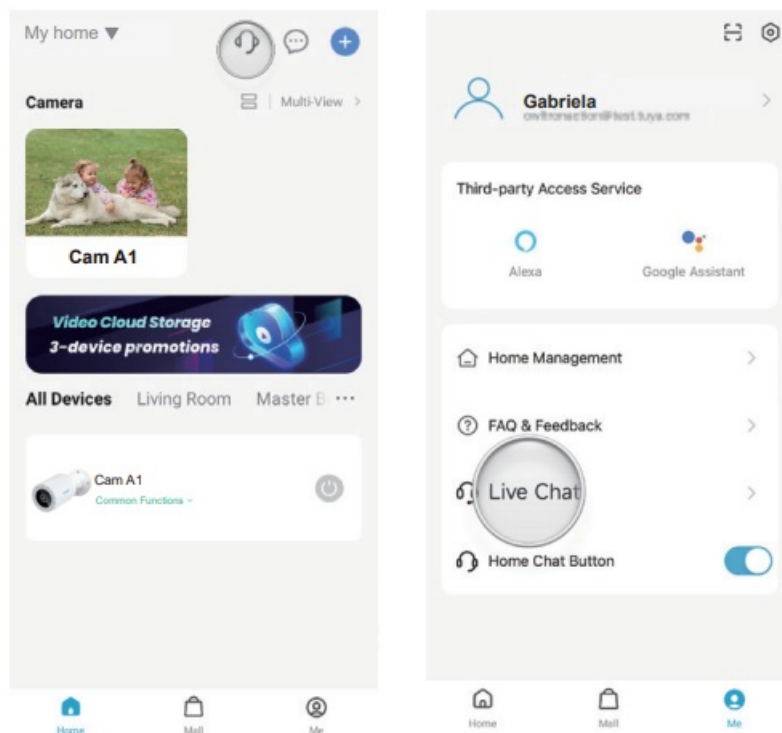 My home ▼
Camera
Multi-View >
Cam A1
Video Cloud Storage
3-device promotions
All Devices Living Room Master B
Cam A1
Common Functions
Home Mall Me
Gabriela
Third-party Access Service
Alexa Google Assistant
Home Management
FAQ & Feedback
Live Chat
Home Chat Button
Home Mall Me